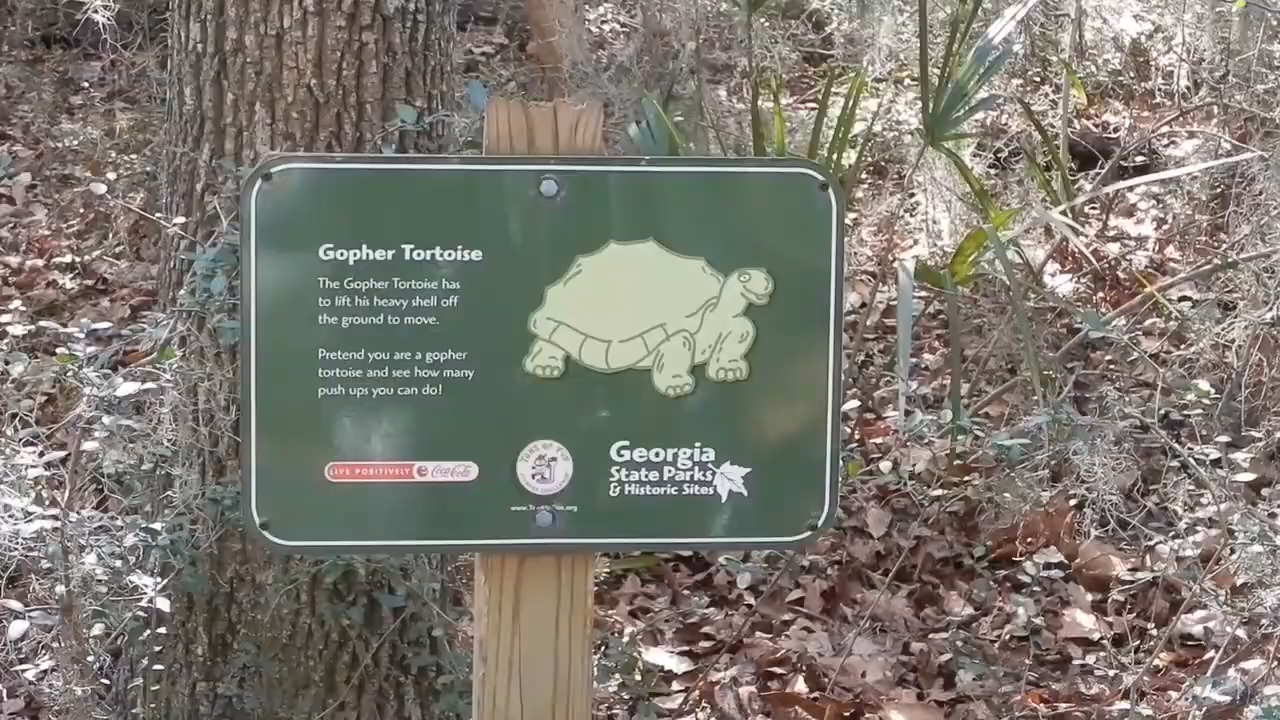 Gopher Tortoise
The Gopher Tortoise has
to lift his heavy shell off
the ground to move.
Pretend you are a gopher
tortoise and see how many
push ups you can do!
LIVE POSITIVELY Coca-Cola
Georgia
State Parks
& Historic Sites